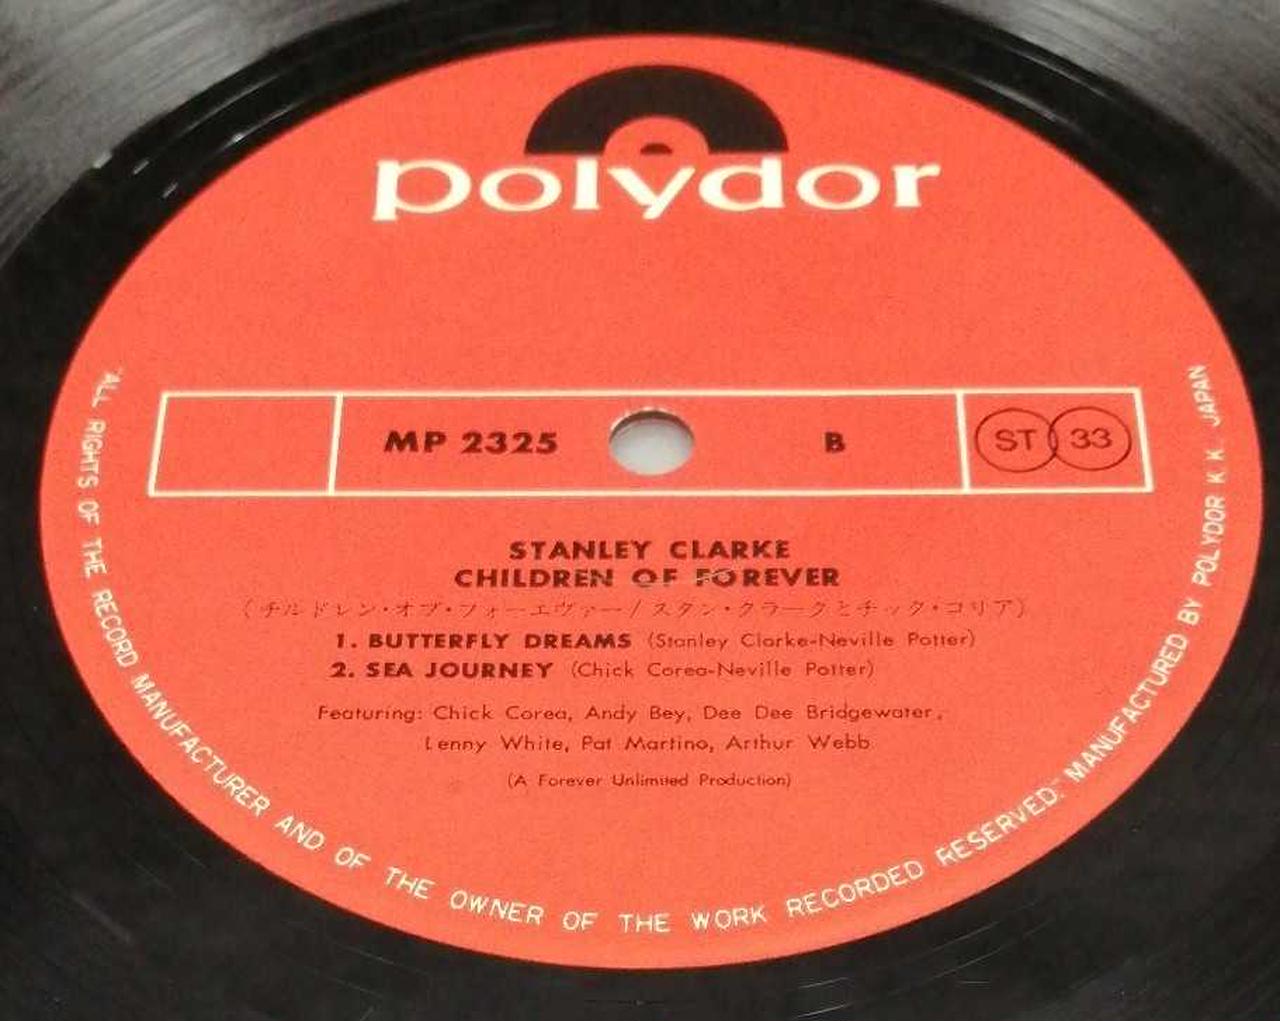 polydor
MP 2325 B ST 33
STANLEY CLARKE
CHILDREN OF FOREVER
(チルドレン・オブ・フォーエヴァー/スタン・クラークとチック・コリア)
1. BUTTERFLY DREAMS (Stanley Clarke-Neville Potter)
2. SEA JOURNEY (Chick Corea-Neville Potter)
Featuring: Chick Corea, Andy Bey, Dee Dee Bridgewater,
Lenny White, Pat Martino, Arthur Webb
(A Forever Unlimited Production)
"ALL RIGHTS OF THE RECORD MANUFACTURER AND OF THE OWNER OF THE WORK RECORDED RESERVED." MANUFACTURED BY POLYDOR K.K. JAPAN